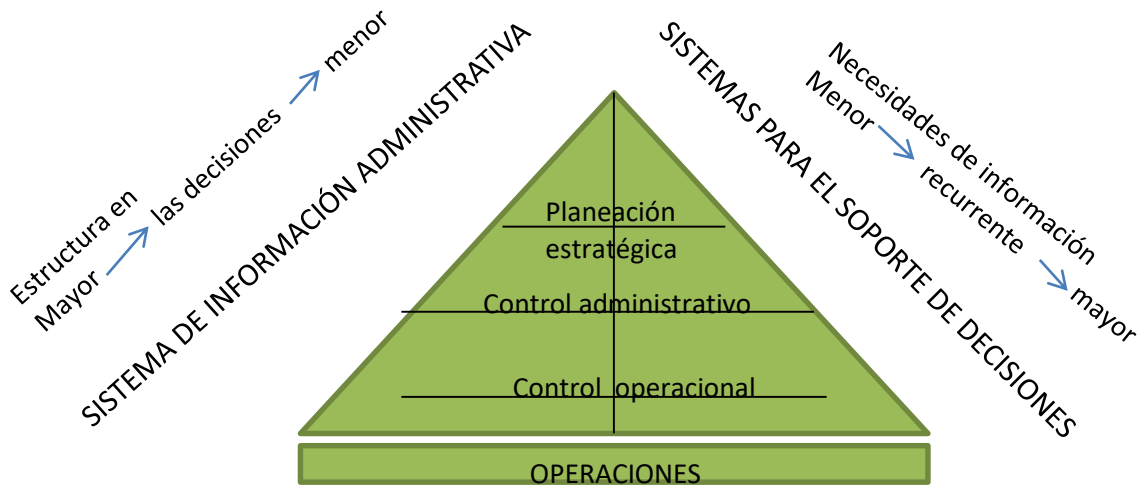 Estructura en
Mayor las decisiones menor
SISTEMA DE INFORMACIÓN ADMINISTRATIVA
SISTEMAS PARA EL SOPORTE DE DECISIONES
Necesidades de información
Menor recurrente mayor
Planeación
estratégica
Control administrativo
Control operacional
OPERACIONES